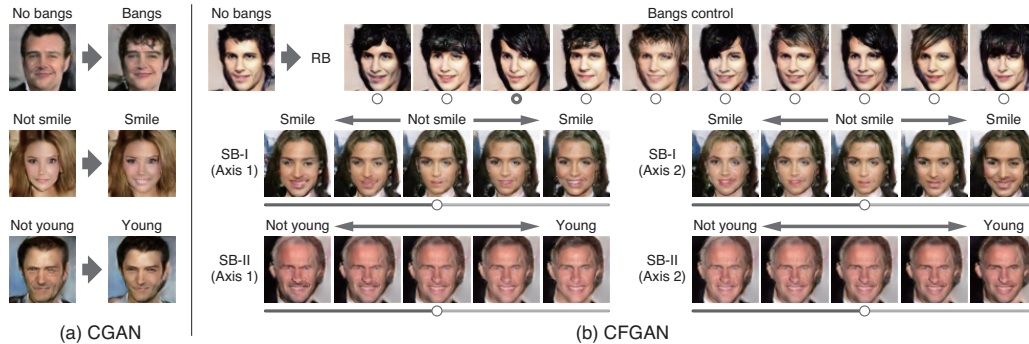 No bangs Bangs No bangs Bangs control
RB
Not smile Smile Smile Not smile Smile Smile Not smile Smile
SB-I
(Axis 1)
SB-I
(Axis 2)
Not young Young Not young Young Not young Young
SB-II
(Axis 1)
SB-II
(Axis 2)
(a) CGAN (b) CFGAN